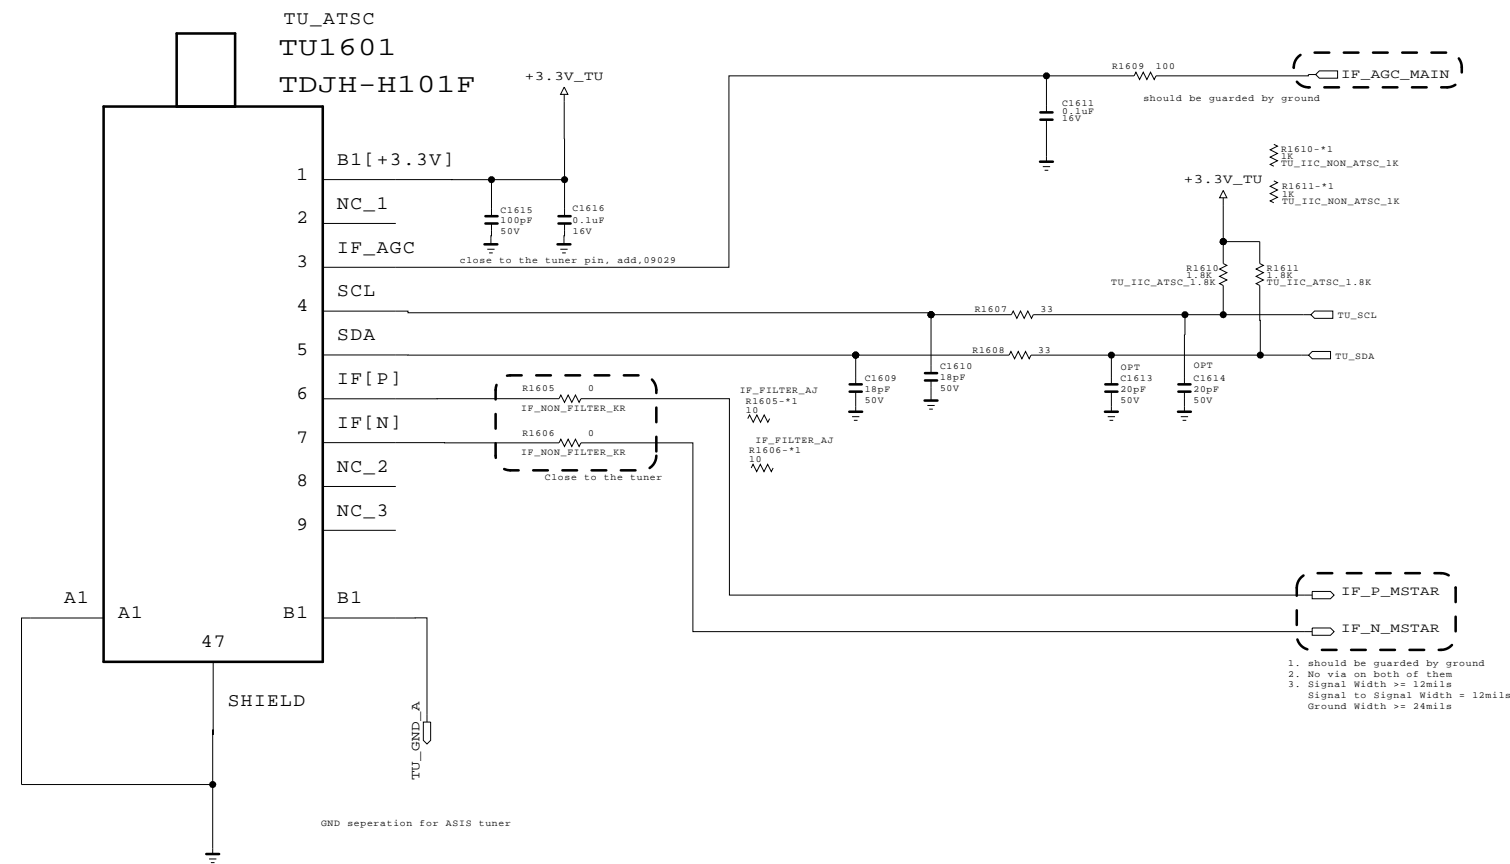 TU_ATSC
TU1601
TDJH-H101F
+3.3V_TU
R1609 100
IF_AGC_MAIN
should be guarded by ground
C1611
0.1uF
16V
1 B1[+3.3V]
2 NC_1
3 IF_AGC
4 SCL
5 SDA
6 IF[P]
7 IF[N]
8 NC_2
9 NC_3
C1615
100pF
50V
C1616
0.1uF
16V
close to the tuner pin, add,09029
R1610-*1
1K
TU_IIC_NON_ATSC_1K
R1611-*1
1K
TU_IIC_NON_ATSC_1K
+3.3V_TU
R1610
1.8K
TU_IIC_ATSC_1.8K
R1611
1.8K
TU_IIC_ATSC_1.8K
R1607 33
TU_SCL
R1608 33
TU_SDA
C1609
18pF
50V
C1610
18pF
50V
OPT
C1613
20pF
50V
OPT
C1614
20pF
50V
R1605 0
IF_NON_FILTER_KR
R1606 0
IF_NON_FILTER_KR
Close to the tuner
IF_FILTER_AJ
R1605-*1
10
IF_FILTER_AJ
R1606-*1
10
IF_P_MSTAR
IF_N_MSTAR
1. should be guarded by ground
2. No via on both of them
3. Signal Width >= 12mils
Signal to Signal Width = 12mils
Ground Width >= 24mils
A1
A1
B1
B1
47
SHIELD
TU_GND_A
GND seperation for ASIS tuner